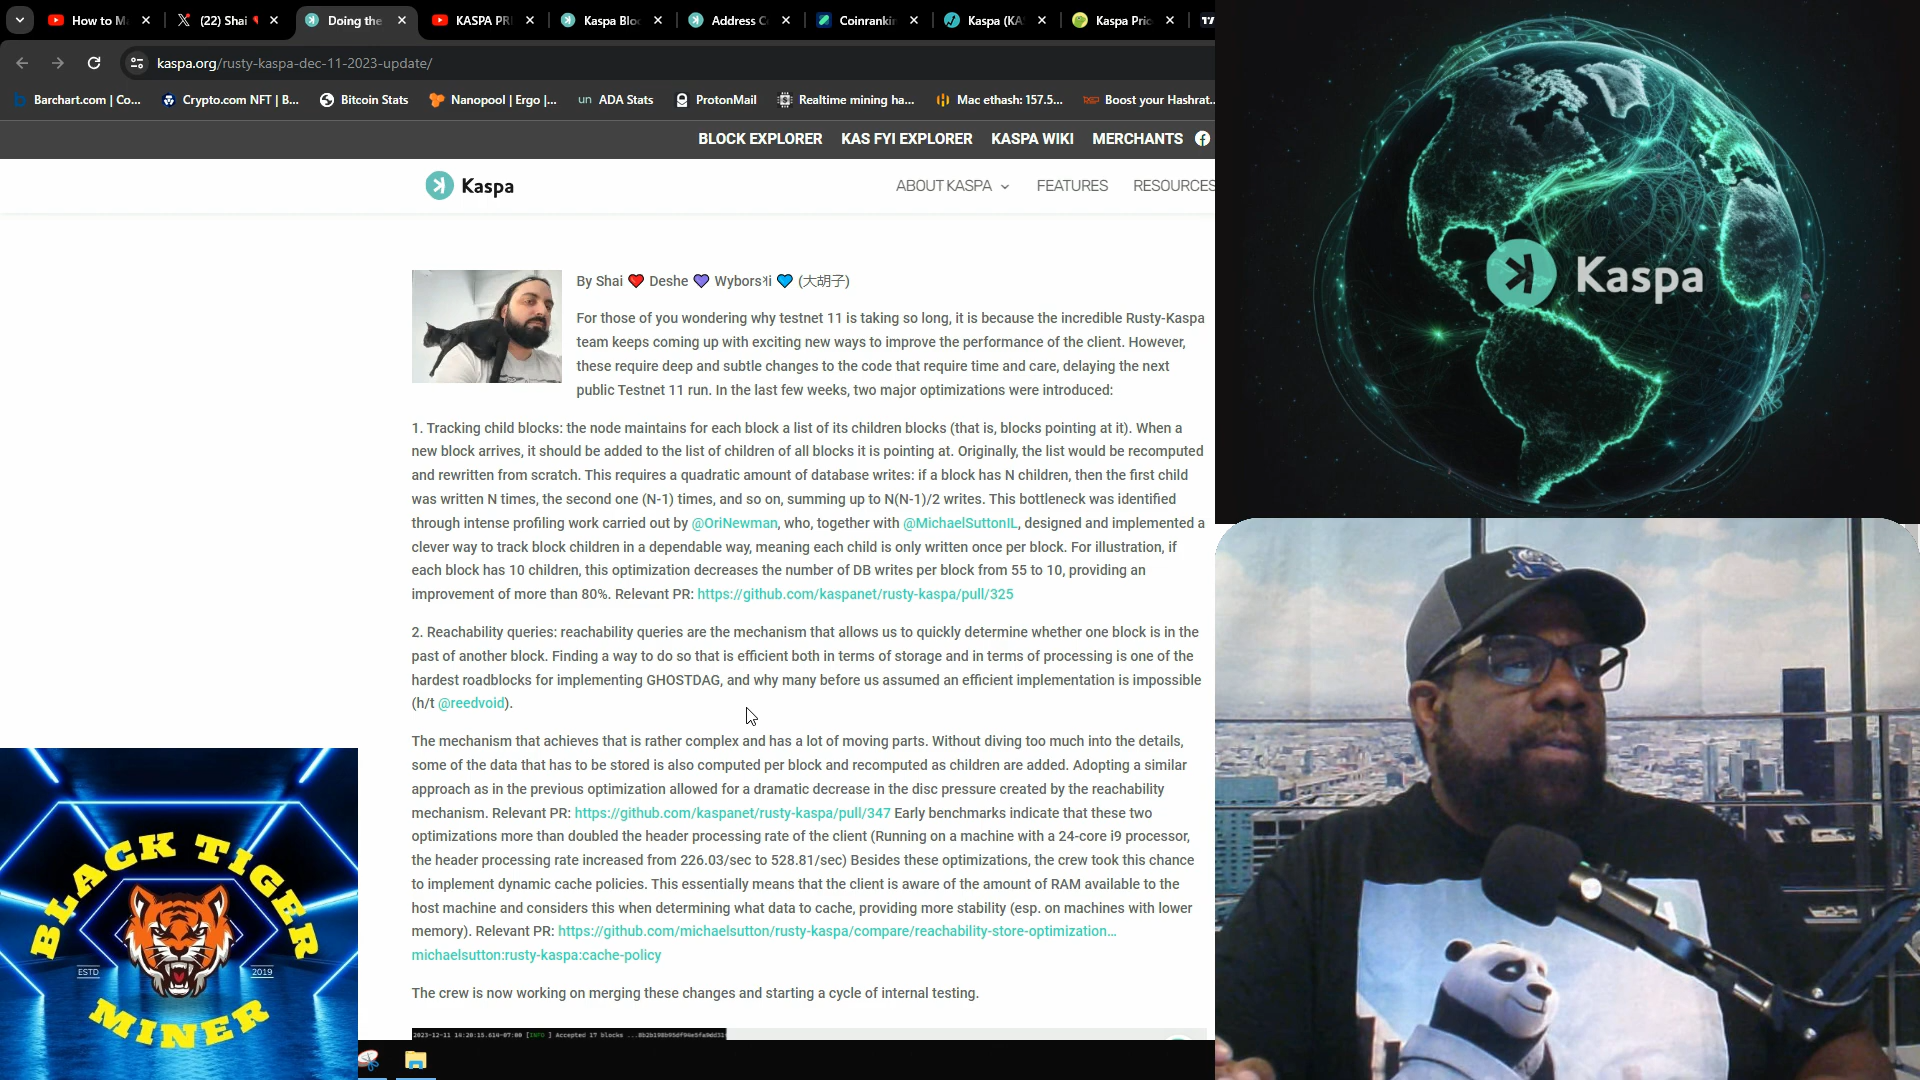 How to M
(22) Shai
Doing the
KASPA PR
Kaspa Blo
Address C
Coinrankin
Kaspa (KA
Kaspa Pric
kaspa.org/rusty-kaspa-dec-11-2023-update/
Barchart.com | Co...
Crypto.com NFT | B...
Bitcoin Stats
Nanopool | Ergo |...
un ADA Stats
ProtonMail
Realtime mining ha...
Mac ethash: 157.5...
Boost your Hashrat...
BLOCK EXPLORER KAS FYI EXPLORER KASPA WIKI MERCHANTS
Kaspa
ABOUT KASPA FEATURES RESOURCES
By Shai ❤️ Deshe 💜 Wyborski 💙 (大胡子)
For those of you wondering why testnet 11 is taking so long, it is because the incredible Rusty-Kaspa
team keeps coming up with exciting new ways to improve the performance of the client. However,
these require deep and subtle changes to the code that require time and care, delaying the next
public Testnet 11 run. In the last few weeks, two major optimizations were introduced:
1. Tracking child blocks: the node maintains for each block a list of its children blocks (that is, blocks pointing at it). When a
new block arrives, it should be added to the list of children of all blocks it is pointing at. Originally, the list would be recomputed
and rewritten from scratch. This requires a quadratic amount of database writes: if a block has N children, then the first child
was written N times, the second one (N-1) times, and so on, summing up to N(N-1)/2 writes. This bottleneck was identified
through intense profiling work carried out by @OriNewman, who, together with @MichaelSuttonIL, designed and implemented a
clever way to track block children in a dependable way, meaning each child is only written once per block. For illustration, if
each block has 10 children, this optimization decreases the number of DB writes per block from 55 to 10, providing an
improvement of more than 80%. Relevant PR: https://github.com/kaspanet/rusty-kaspa/pull/325
2. Reachability queries: reachability queries are the mechanism that allows us to quickly determine whether one block is in the
past of another block. Finding a way to do so that is efficient both in terms of storage and in terms of processing is one of the
hardest roadblocks for implementing GHOSTDAG, and why many before us assumed an efficient implementation is impossible
(h/t @reedvoid).
The mechanism that achieves that is rather complex and has a lot of moving parts. Without diving too much into the details,
some of the data that has to be stored is also computed per block and recomputed as children are added. Adopting a similar
approach as in the previous optimization allowed for a dramatic decrease in the disc pressure created by the reachability
mechanism. Relevant PR: https://github.com/kaspanet/rusty-kaspa/pull/347 Early benchmarks indicate that these two
optimizations more than doubled the header processing rate of the client (Running on a machine with a 24-core i9 processor,
the header processing rate increased from 226.03/sec to 528.81/sec) Besides these optimizations, the crew took this chance
to implement dynamic cache policies. This essentially means that the client is aware of the amount of RAM available to the
host machine and considers this when determining what data to cache, providing more stability (esp. on machines with lower
memory). Relevant PR: https://github.com/michaelsutton/rusty-kaspa/compare/reachability-store-optimization...
michaelsutton:rusty-kaspa:cache-policy
The crew is now working on merging these changes and starting a cycle of internal testing.
Kaspa
BLACK TIGER
ESTD 2019
MINER